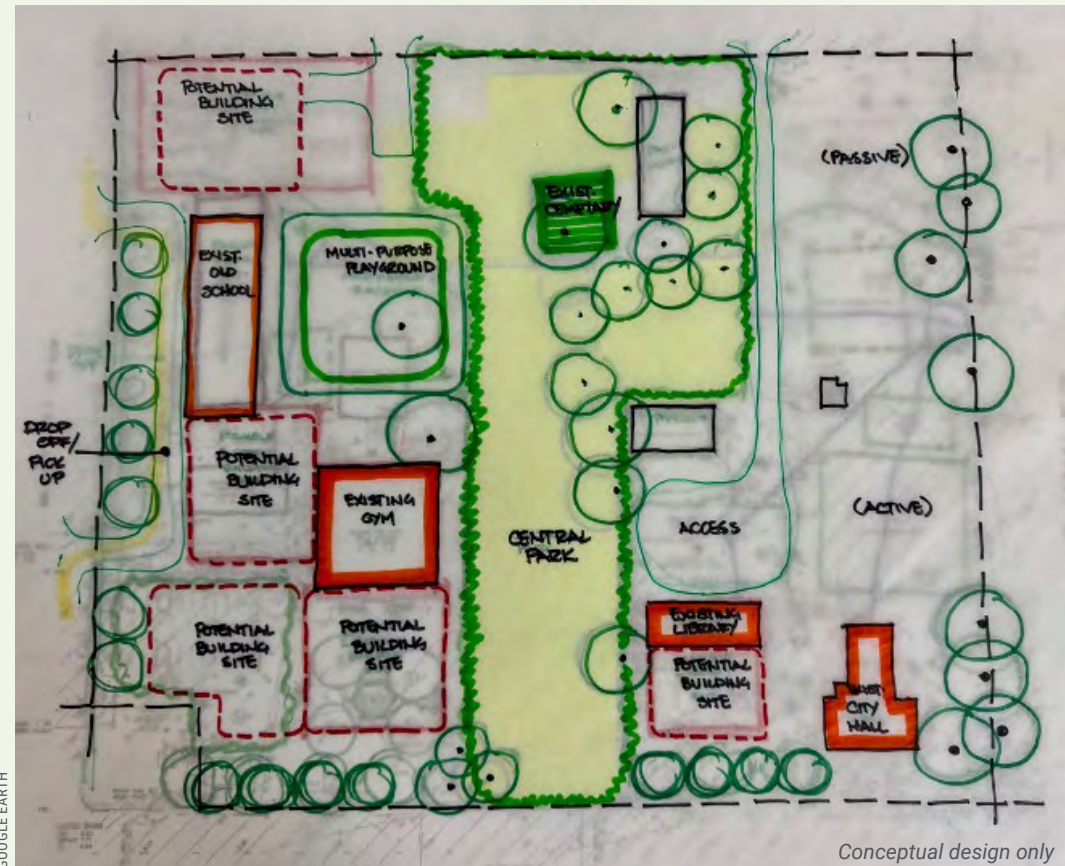 POTENTIAL
BUILDING
SITE
(PASSIVE)
EXIST.
CEMETARY
EXIST.
OLD
SCHOOL
MULTI-PURPOSE
PLAYGROUND
DROP
OFF/
PICK
UP
POTENTIAL
BUILDING
SITE
EXISTING
GYM
CENTRAL
PARK
ACCESS
(ACTIVE)
POTENTIAL
BUILDING
SITE
POTENTIAL
BUILDING
SITE
EXISTING
LIBRARY
POTENTIAL
BUILDING
SITE
EXIST.
CITY
HALL
GOOGLE EARTH
Conceptual design only